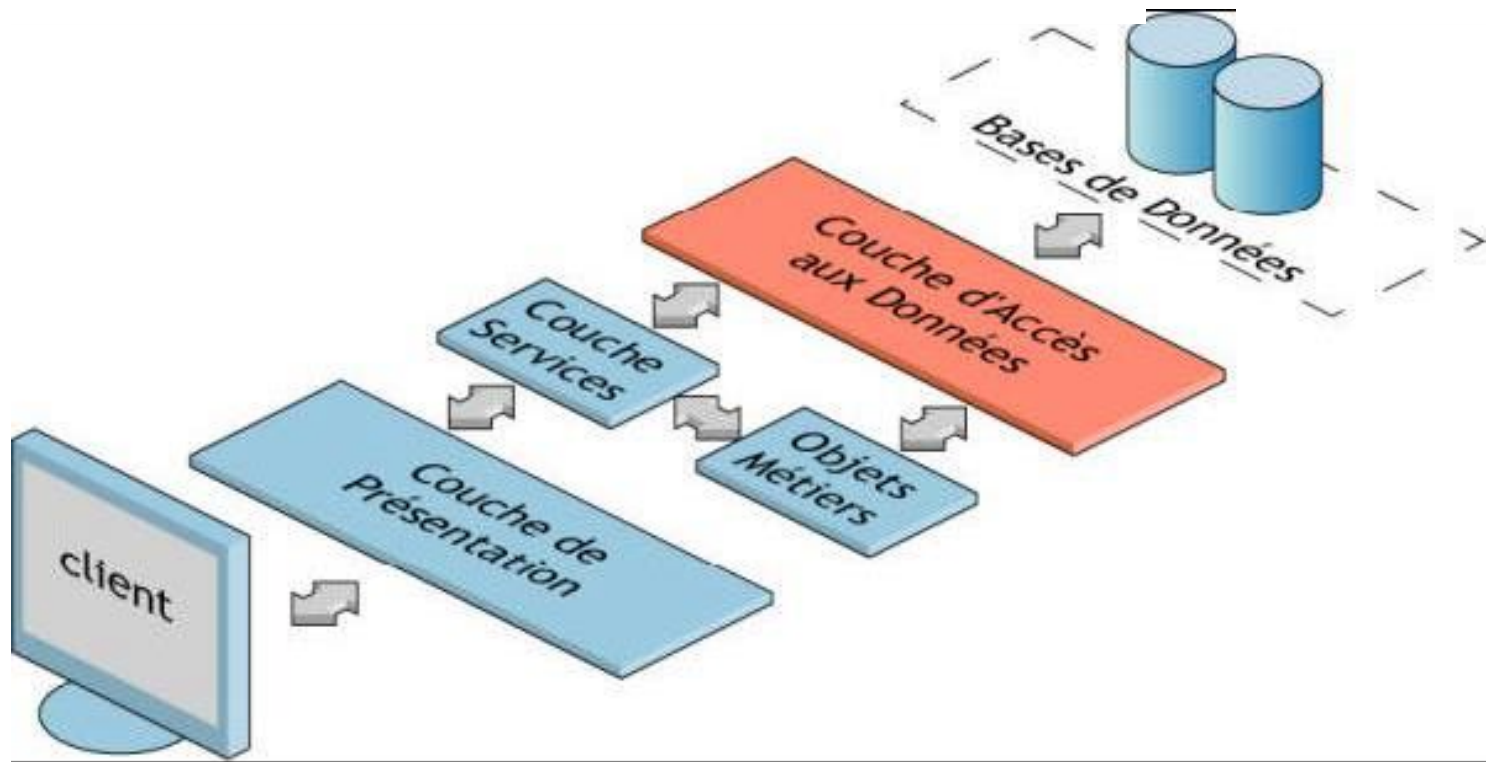 Bases de Données
Couche d'Accès
aux Données
Couche
Services
Objets
Métiers
Couche de
Présentation
client